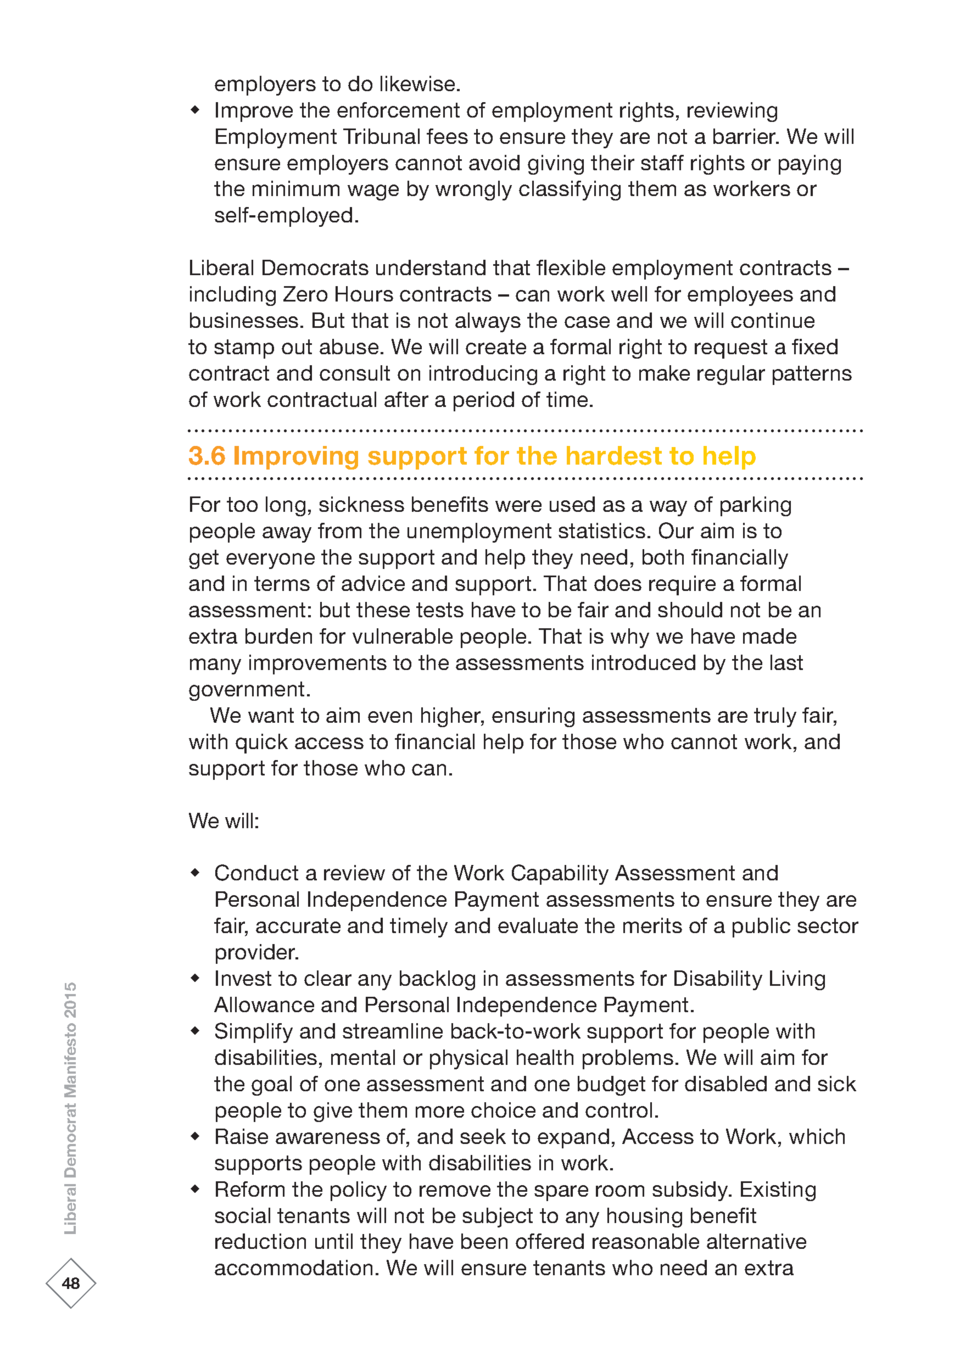 employers to do likewise.
◆ Improve the enforcement of employment rights, reviewing
Employment Tribunal fees to ensure they are not a barrier. We will
ensure employers cannot avoid giving their staff rights or paying
the minimum wage by wrongly classifying them as workers or
self-employed.
Liberal Democrats understand that flexible employment contracts –
including Zero Hours contracts – can work well for employees and
businesses. But that is not always the case and we will continue
to stamp out abuse. We will create a formal right to request a fixed
contract and consult on introducing a right to make regular patterns
of work contractual after a period of time.
3.6 Improving support for the hardest to help
For too long, sickness benefits were used as a way of parking
people away from the unemployment statistics. Our aim is to
get everyone the support and help they need, both financially
and in terms of advice and support. That does require a formal
assessment: but these tests have to be fair and should not be an
extra burden for vulnerable people. That is why we have made
many improvements to the assessments introduced by the last
government.
We want to aim even higher, ensuring assessments are truly fair,
with quick access to financial help for those who cannot work, and
support for those who can.
We will:
◆ Conduct a review of the Work Capability Assessment and
Personal Independence Payment assessments to ensure they are
fair, accurate and timely and evaluate the merits of a public sector
provider.
◆ Invest to clear any backlog in assessments for Disability Living
Allowance and Personal Independence Payment.
◆ Simplify and streamline back-to-work support for people with
disabilities, mental or physical health problems. We will aim for
the goal of one assessment and one budget for disabled and sick
people to give them more choice and control.
◆ Raise awareness of, and seek to expand, Access to Work, which
supports people with disabilities in work.
◆ Reform the policy to remove the spare room subsidy. Existing
social tenants will not be subject to any housing benefit
reduction until they have been offered reasonable alternative
accommodation. We will ensure tenants who need an extra
Liberal Democrat Manifesto 2015
48